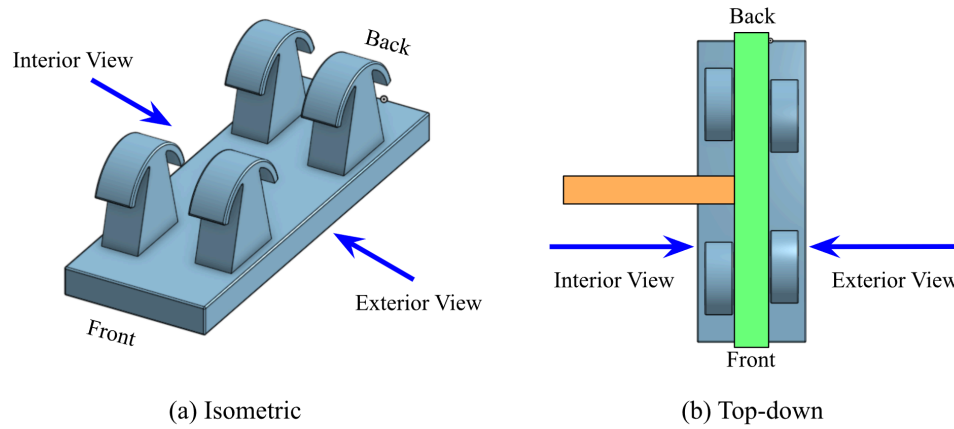 Interior View
Back
Exterior View
Front
(a) Isometric
Back
Interior View
Exterior View
Front
(b) Top-down